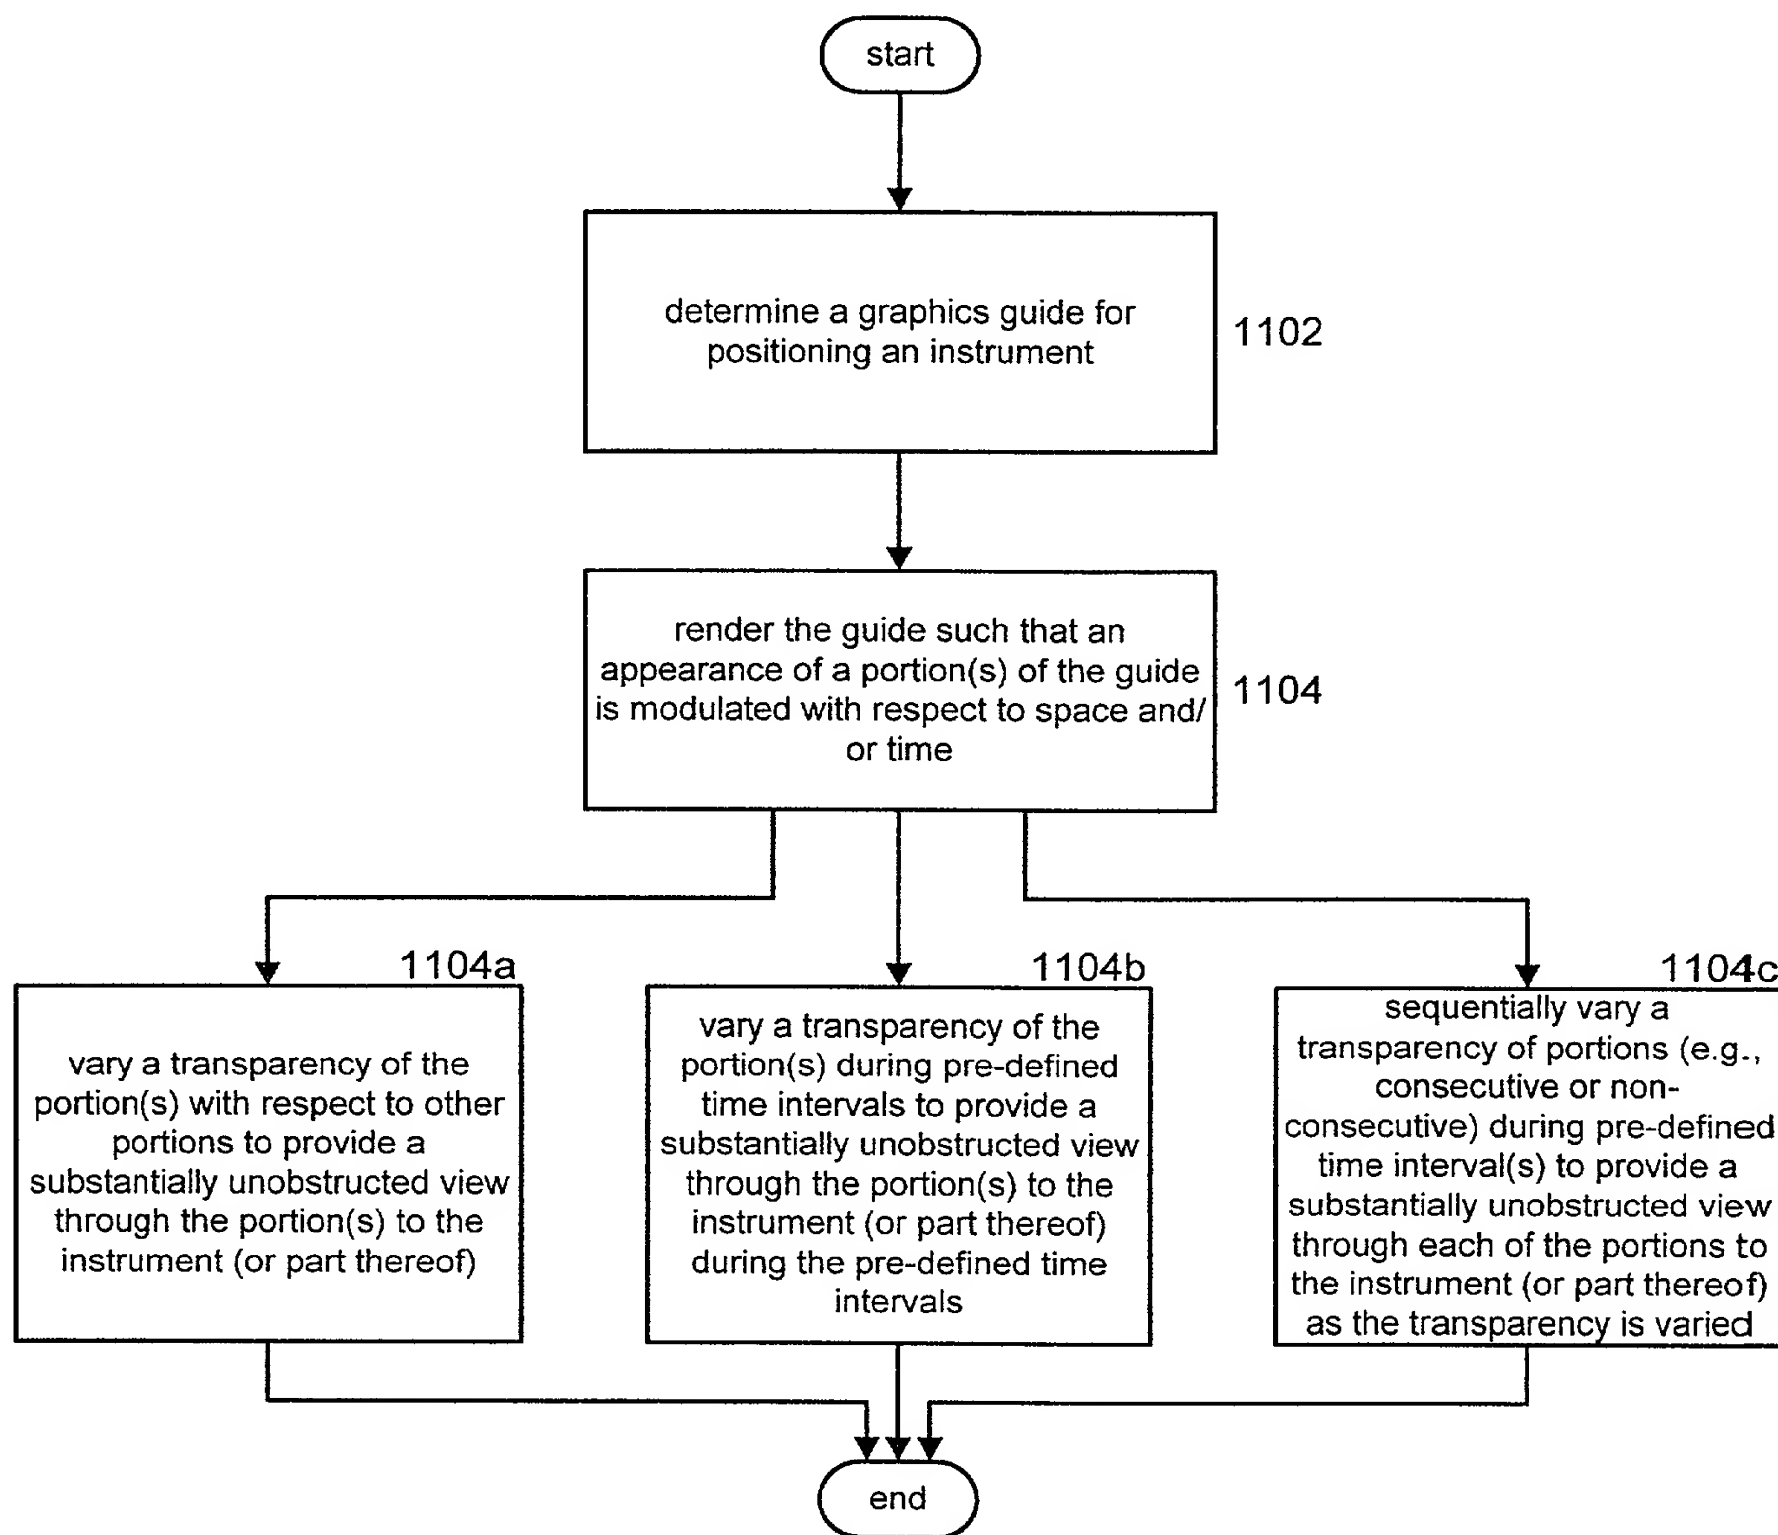 start
determine a graphics guide for
positioning an instrument
1102
render the guide such that an
appearance of a portion(s) of the guide
is modulated with respect to space and/
or time
1104
1104a
vary a transparency of the
portion(s) with respect to other
portions to provide a
substantially unobstructed view
through the portion(s) to the
instrument (or part thereof)
1104b
vary a transparency of the
portion(s) during pre-defined
time intervals to provide a
substantially unobstructed view
through the portion(s) to the
instrument (or part thereof)
during the pre-defined time
intervals
1104c
sequentially vary a
transparency of portions (e.g.,
consecutive or non-
consecutive) during pre-defined
time interval(s) to provide a
substantially unobstructed view
through each of the portions to
the instrument (or part thereof)
as the transparency is varied
end